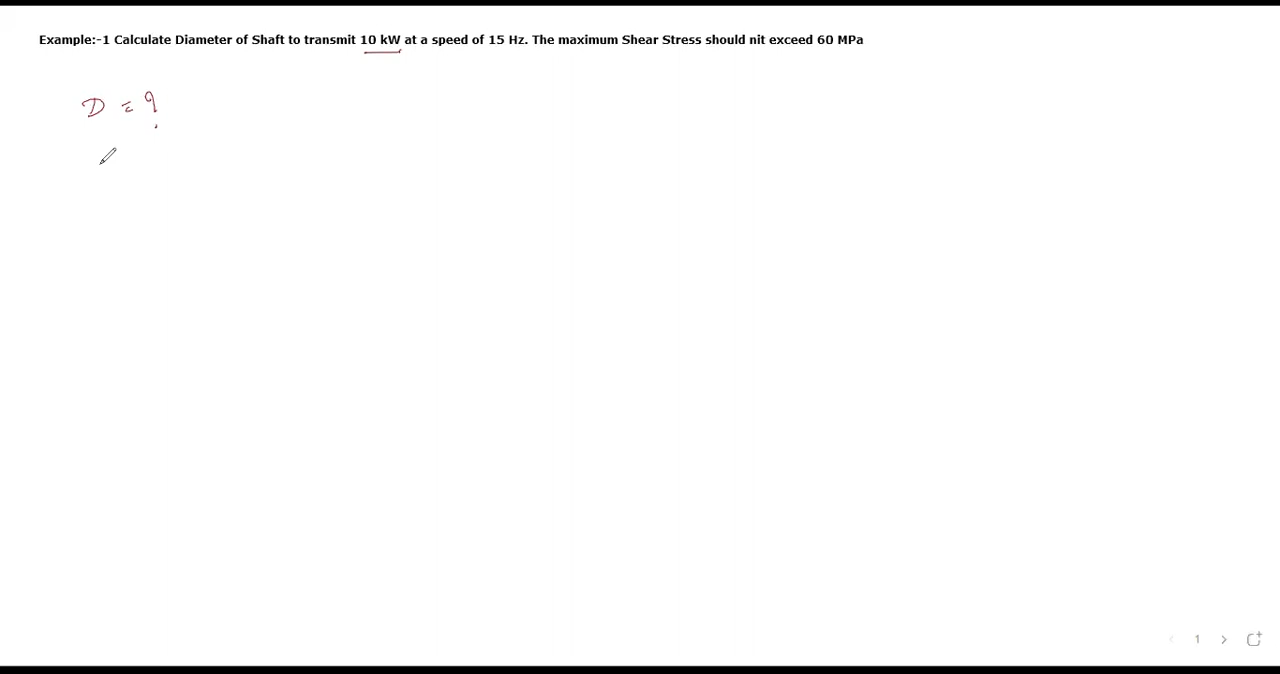 Example:-1 Calculate Diameter of Shaft to transmit 10 kW at a speed of 15 Hz. The maximum Shear Stress should nit exceed 60 MPa
D = ?
1